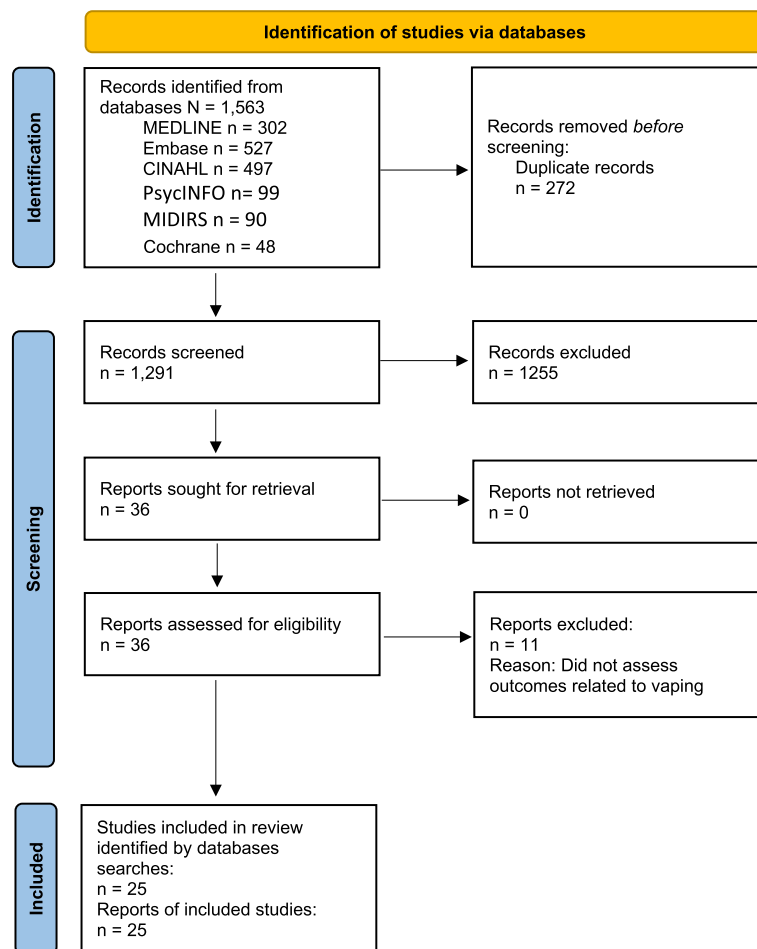 Identification of studies via databases
Identification
Records identified from
databases N = 1,563
MEDLINE n = 302
Embase n = 527
CINAHL n = 497
PsycINFO n= 99
MIDIRS n = 90
Cochrane n = 48
Records removed before
screening:
Duplicate records
n = 272
Screening
Records screened
n = 1,291
Records excluded
n = 1255
Reports sought for retrieval
n = 36
Reports not retrieved
n = 0
Reports assessed for eligibility
n = 36
Reports excluded:
n = 11
Reason: Did not assess
outcomes related to vaping
Included
Studies included in review
identified by databases
searches:
n = 25
Reports of included studies:
n = 25